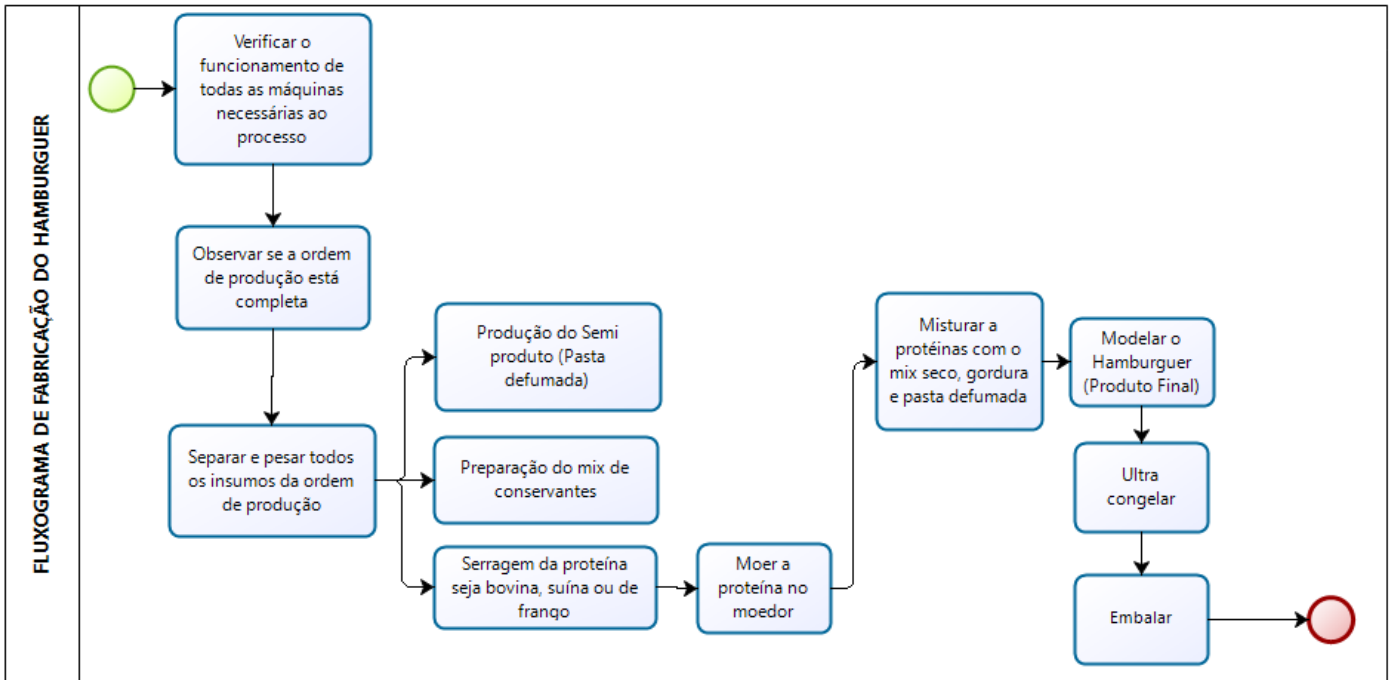 FLUXOGRAMA DE FABRICAÇÃO DO HAMBURGUER
Verificar o
funcionamento de
todas as máquinas
necessárias ao
processo
Observar se a ordem
de produção está
completa
Separar e pesar todos
os insumos da ordem
de produção
Produção do Semi
produto (Pasta
defumada)
Preparação do mix de
conservantes
Serragem da proteína
seja bovina, suína ou de
frango
Moer a
proteína no
moedor
Misturar a
protéinas com o
mix seco, gordura
e pasta defumada
Modelar o
Hamburguer
(Produto Final)
Ultra
congelar
Embalar